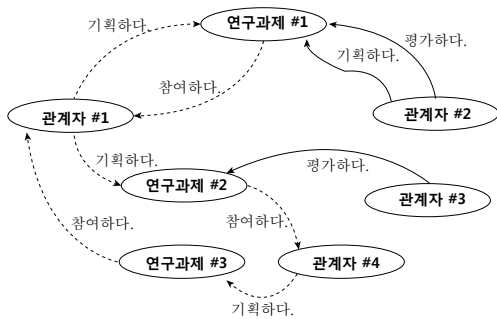 연구과제 #1
기획하다.
평가하다.
기획하다.
참여하다.
관계자 #1
관계자 #2
기획하다.
평가하다.
연구과제 #2
관계자 #3
참여하다.
참여하다.
연구과제 #3
관계자 #4
기획하다.